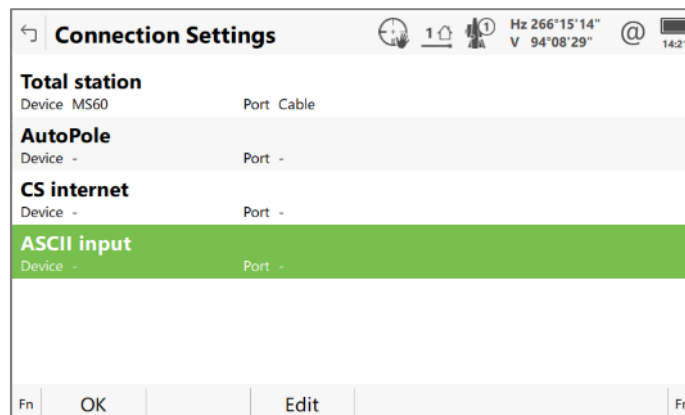 Connection Settings
1
1
Hz 266°15'14"
V 94°08'29"
@
Total station
Device MS60 Port Cable
AutoPole
Device - Port -
CS internet
Device - Port -
ASCII input
Device - Port -
Fn OK Edit